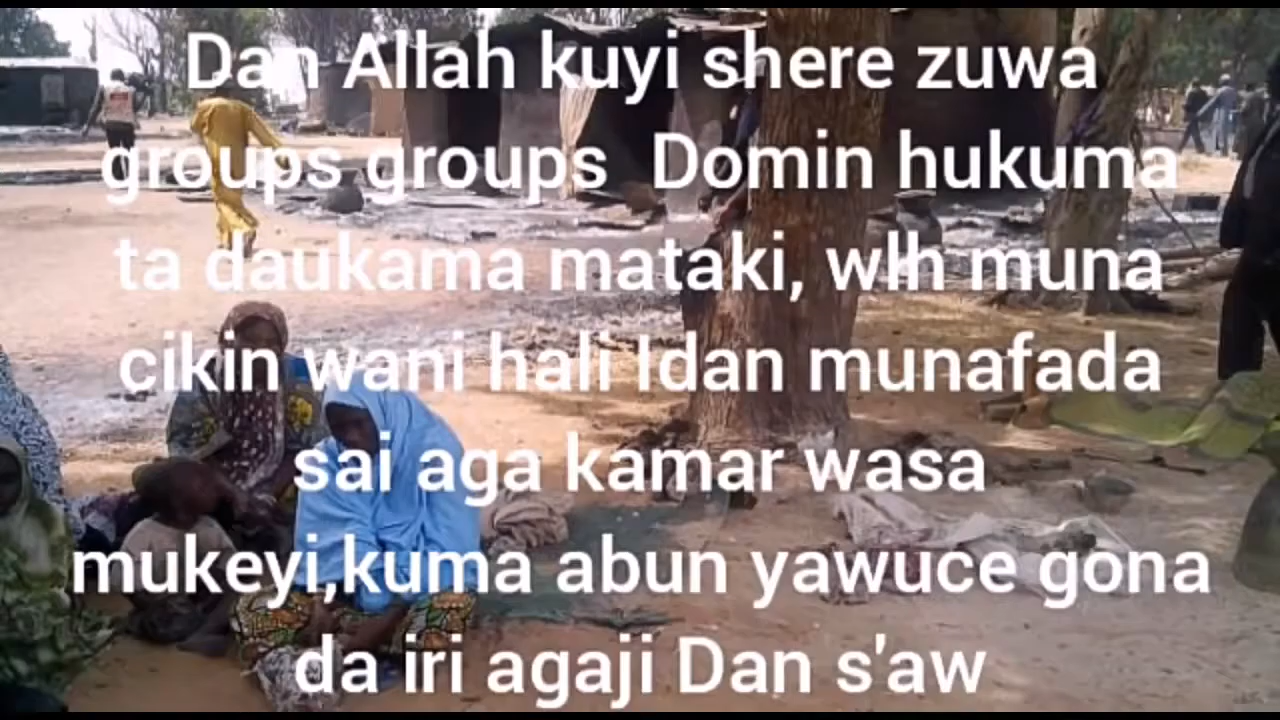 Dan Allah kuyi shere zuwa
groups groups Domin hukuma
ta daukama mataki, wlh muna
cikin wani hali Idan munafada
sai aga kamar wasa
mukeyi,kuma abun yawuce gona
da iri agaji Dan s'aw